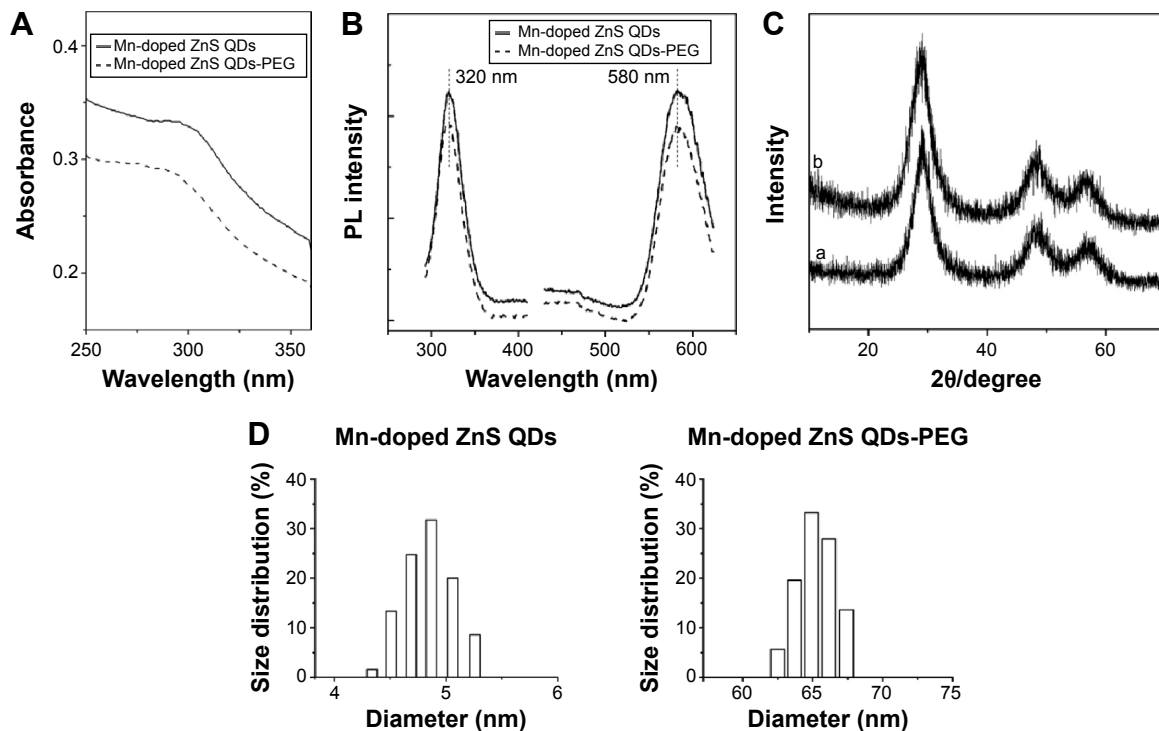 A
0.4
0.3
0.2
Absorbance
Mn-doped ZnS QDs
Mn-doped ZnS QDs-PEG
250
300
350
Wavelength (nm)
B
Mn-doped ZnS QDs
Mn-doped ZnS QDs-PEG
320 nm
580 nm
PL intensity
300
400
500
600
Wavelength (nm)
C
Intensity
b
a
20
40
60
2θ/degree
D
Mn-doped ZnS QDs
Size distribution (%)
40
30
20
10
0
4
5
6
Diameter (nm)
Mn-doped ZnS QDs-PEG
Size distribution (%)
40
30
20
10
0
60
65
70
75
Diameter (nm)